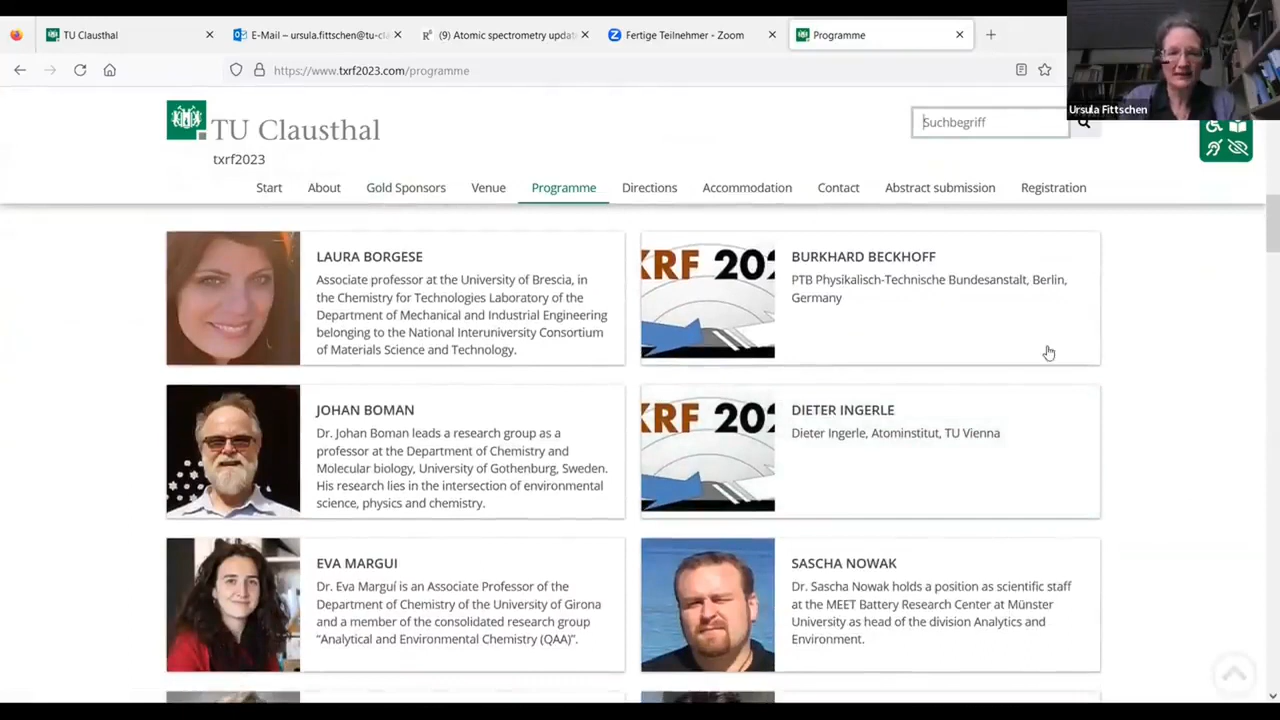 TU Clausthal
E-Mail – ursula.fittschen@tu-cla
(9) Atomic spectrometry updat
Fertige Teilnehmer - Zoom
Programme
https://www.txrf2023.com/programme
Ursula Fittschen
TU Clausthal
txrf2023
Suchbegriff
Start
About
Gold Sponsors
Venue
Programme
Directions
Accommodation
Contact
Abstract submission
Registration
LAURA BORGESE
Associate professor at the University of Brescia, in
the Chemistry for Technologies Laboratory of the
Department of Mechanical and Industrial Engineering
belonging to the National Interuniversity Consortium
of Materials Science and Technology.
XRF 202
BURKHARD BECKHOFF
PTB Physikalisch-Technische Bundesanstalt, Berlin,
Germany
JOHAN BOMAN
Dr. Johan Boman leads a research group as a
professor at the Department of Chemistry and
Molecular biology, University of Gothenburg, Sweden.
His research lies in the intersection of environmental
science, physics and chemistry.
XRF 202
DIETER INGERLE
Dieter Ingerle, Atominstitut, TU Vienna
EVA MARGUI
Dr. Eva Marguí is an Associate Professor of the
Department of Chemistry of the University of Girona
and a member of the consolidated research group
“Analytical and Environmental Chemistry (QAA)”.
SASCHA NOWAK
Dr. Sascha Nowak holds a position as scientific staff
at the MEET Battery Research Center at Münster
University as head of the division Analytics and
Environment.